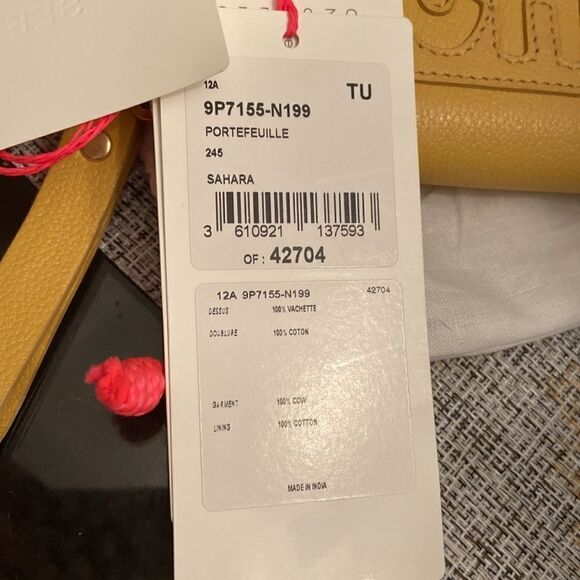 SEE
12A
TU
9P7155-N199
PORTEFEUILLE
245
SAHARA
3 610921 137593
OF : 42704
12A 9P7155-N199 42704
DESSUS 100% VACHETTE
DOUBLURE 100% COTON
GARMENT 100% COW
LINING 100% COTTON
MADE IN INDIA